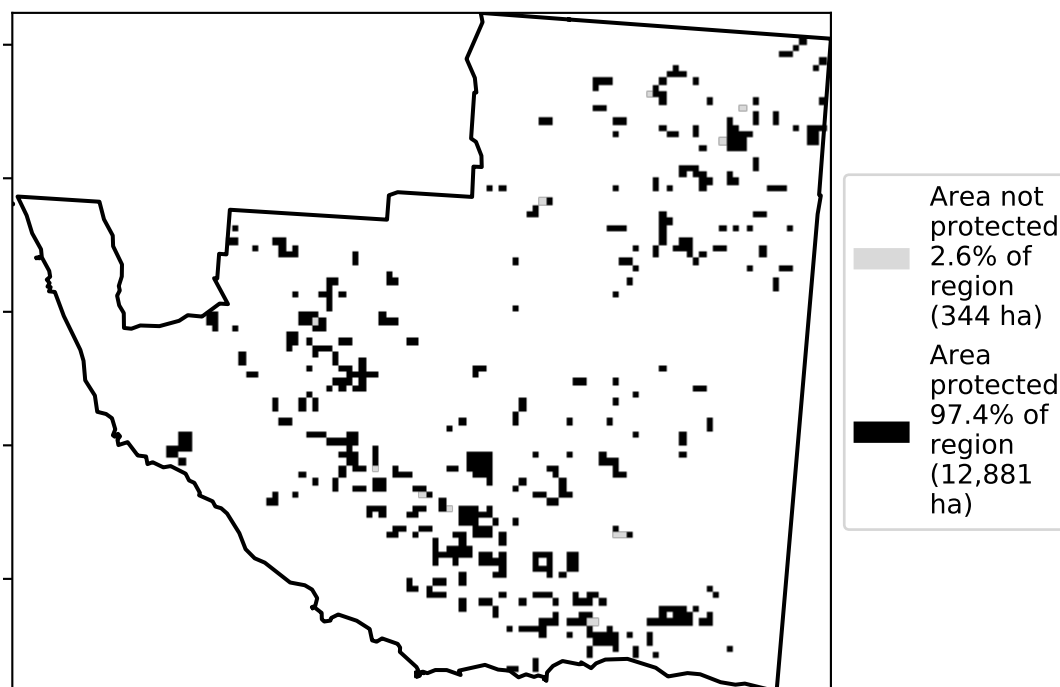 Area not
protected
2.6% of
region
(344 ha)
Area
protected
97.4% of
region
(12,881
ha)